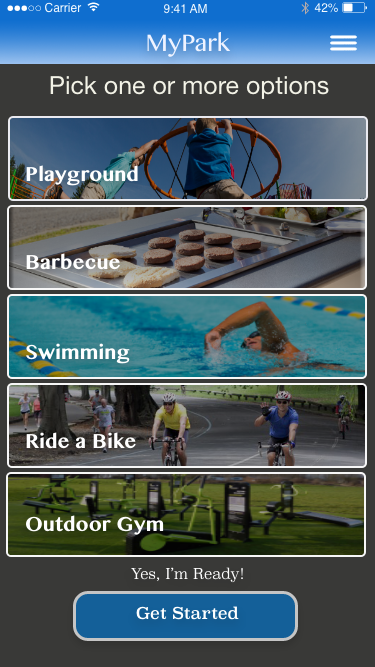 Carrier 9:41 AM 42%
MyPark
Pick one or more options
Playground
Barbecue
Swimming
Ride a Bike
Outdoor Gym
Yes, I'm Ready!
Get Started